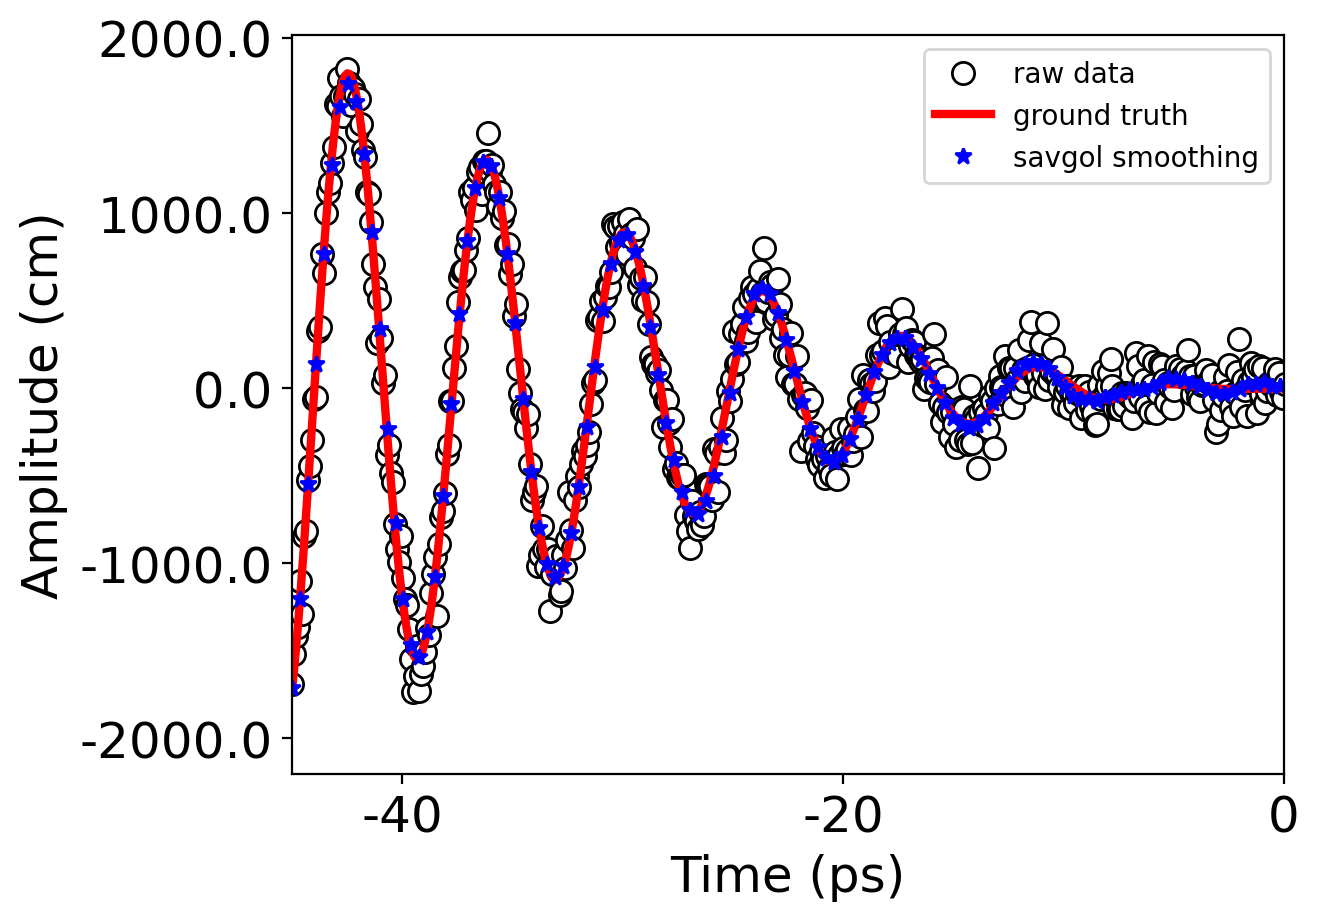 2000.0
1000.0
0.0
-1000.0
-2000.0
Amplitude (cm)
raw data
ground truth
savgol smoothing
-40
-20
0
Time (ps)